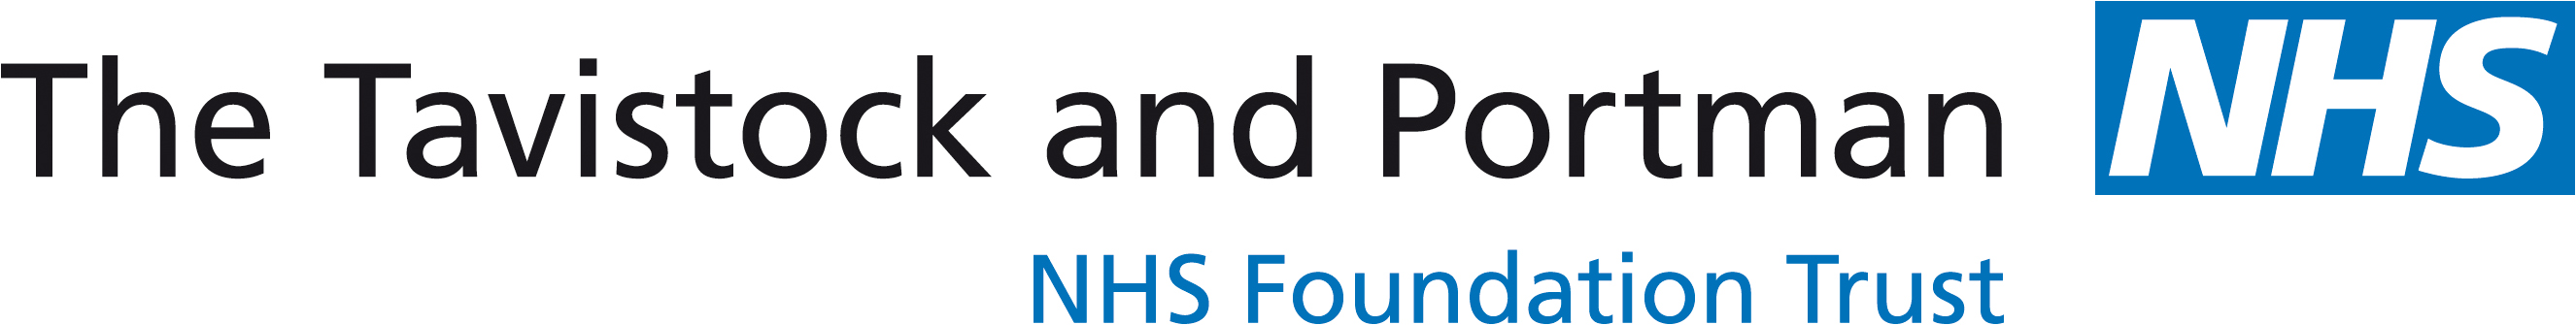 The Tavistock and Portman NHS
NHS Foundation Trust